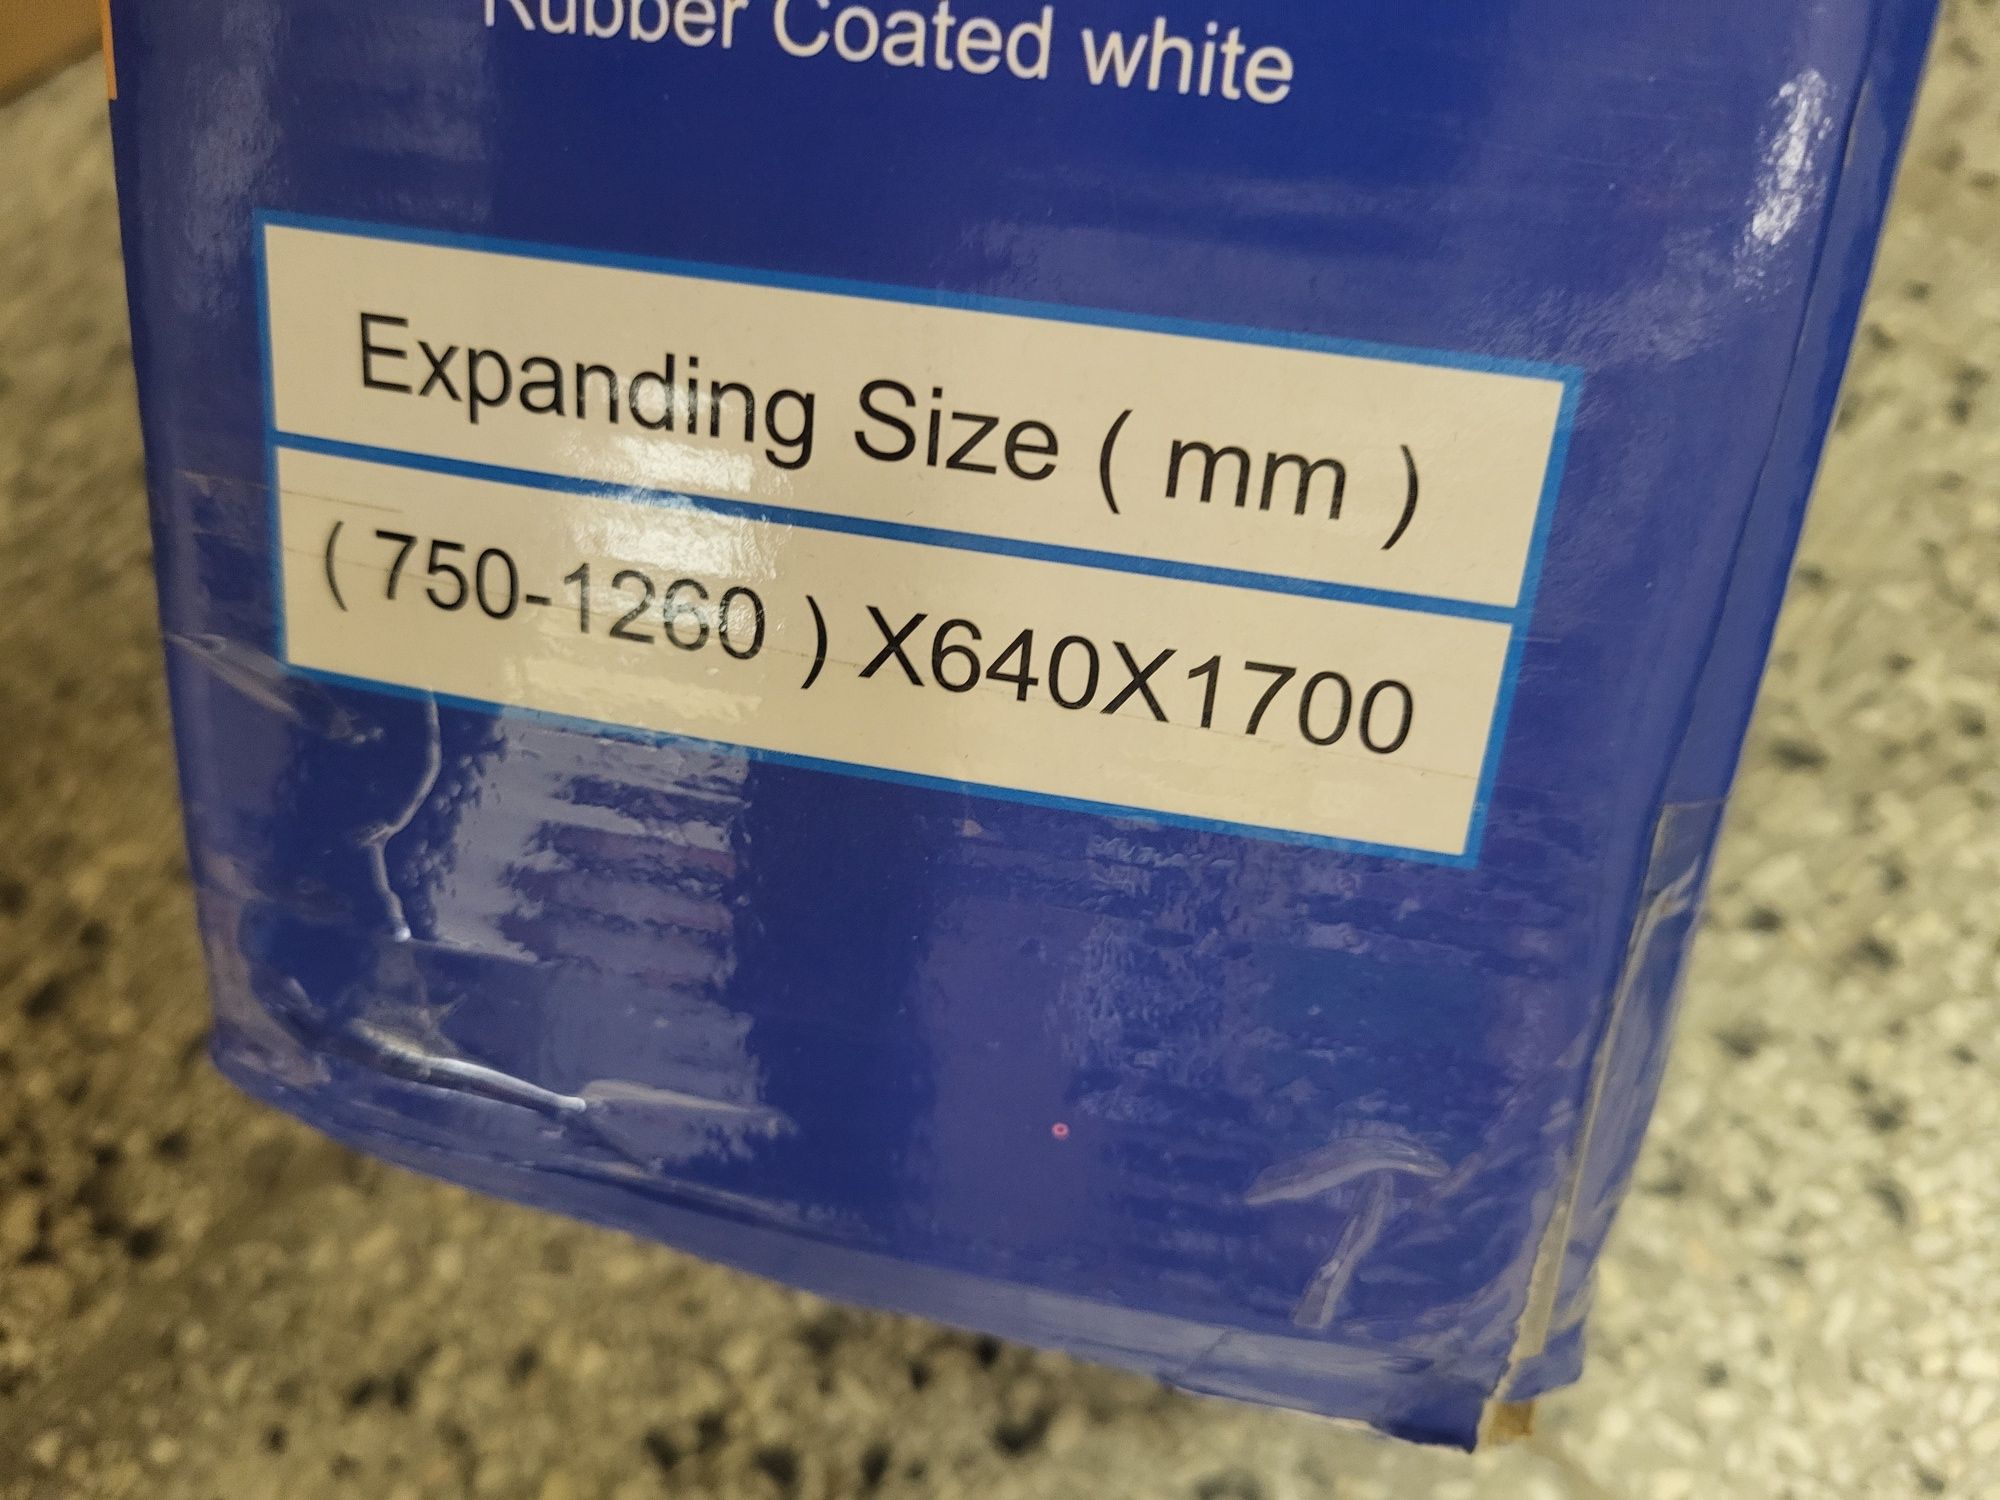 Rubber Coated white
Expanding Size ( mm )
( 750-1260 ) X640X1700